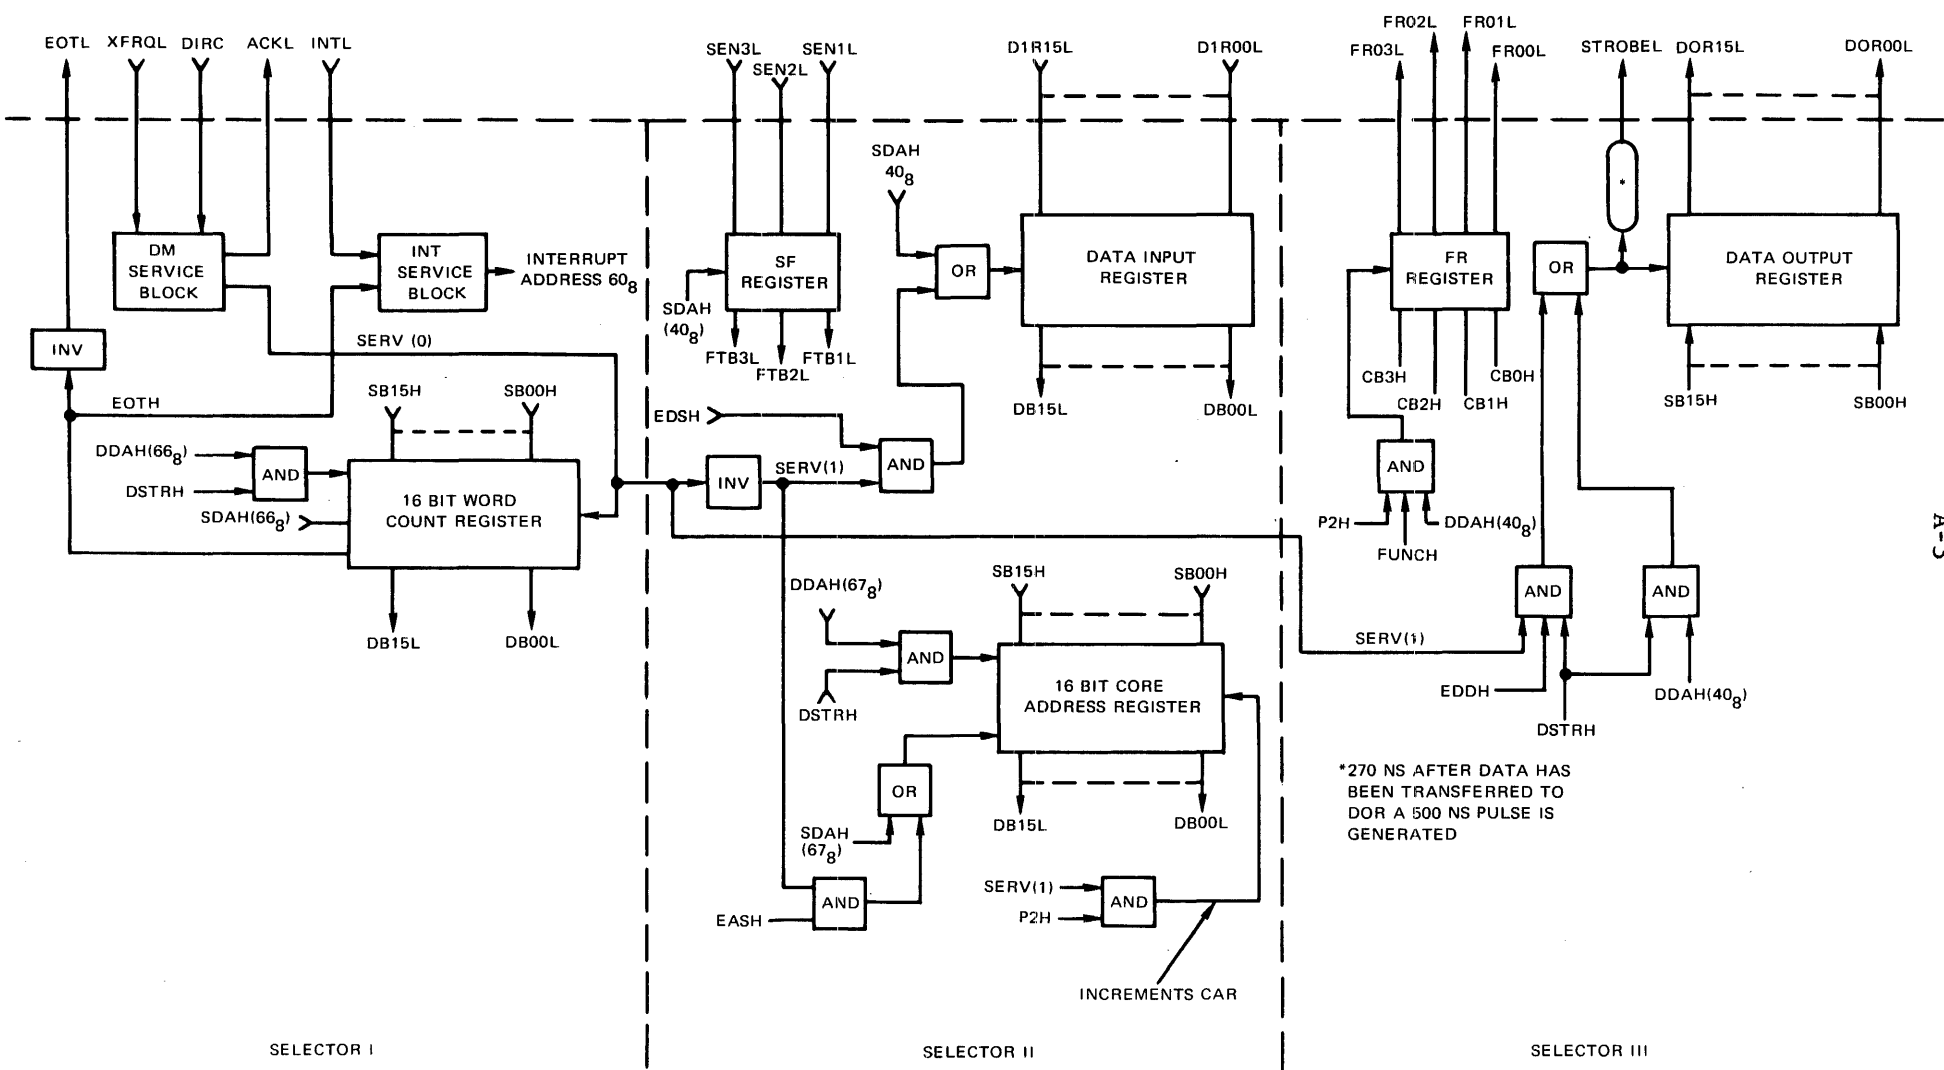 EOTL XFRQL DIRC ACKL INTL
DM
SERVICE
BLOCK
INT
SERVICE
BLOCK
INTERRUPT
ADDRESS 60₈
INV
SERV (0)
EOTH
SB15H SB00H
DDAH(66₈)
DSTRH
AND
SDAH(66₈)
16 BIT WORD
COUNT REGISTER
DB15L DB00L
SELECTOR I
SEN3L SEN2L SEN1L
SDAH
40₈
D1R15L D1R00L
SF
REGISTER
SDAH
(40₈)
FTB3L FTB2L FTB1L
OR
DATA INPUT
REGISTER
DB15L DB00L
EDSH
INV
SERV(1)
AND
DDAH(67₈)
DSTRH
AND
SB15H SB00H
16 BIT CORE
ADDRESS REGISTER
OR
SDAH
(67₈)
DB15L DB00L
EASH
AND
SERV(1)
P2H
AND
INCREMENTS CAR
SELECTOR II
FR03L FR02L FR01L FR00L
STROBEL DOR15L DOR00L
*
FR
REGISTER
OR
DATA OUTPUT
REGISTER
CB3H CB2H CB1H CB0H
SB15H SB00H
AND
P2H
FUNCH
DDAH(40₈)
AND
AND
SERV(1)
EDDH
DSTRH
DDAH(40₈)
*270 NS AFTER DATA HAS
BEEN TRANSFERRED TO
DOR A 500 NS PULSE IS
GENERATED
SELECTOR III